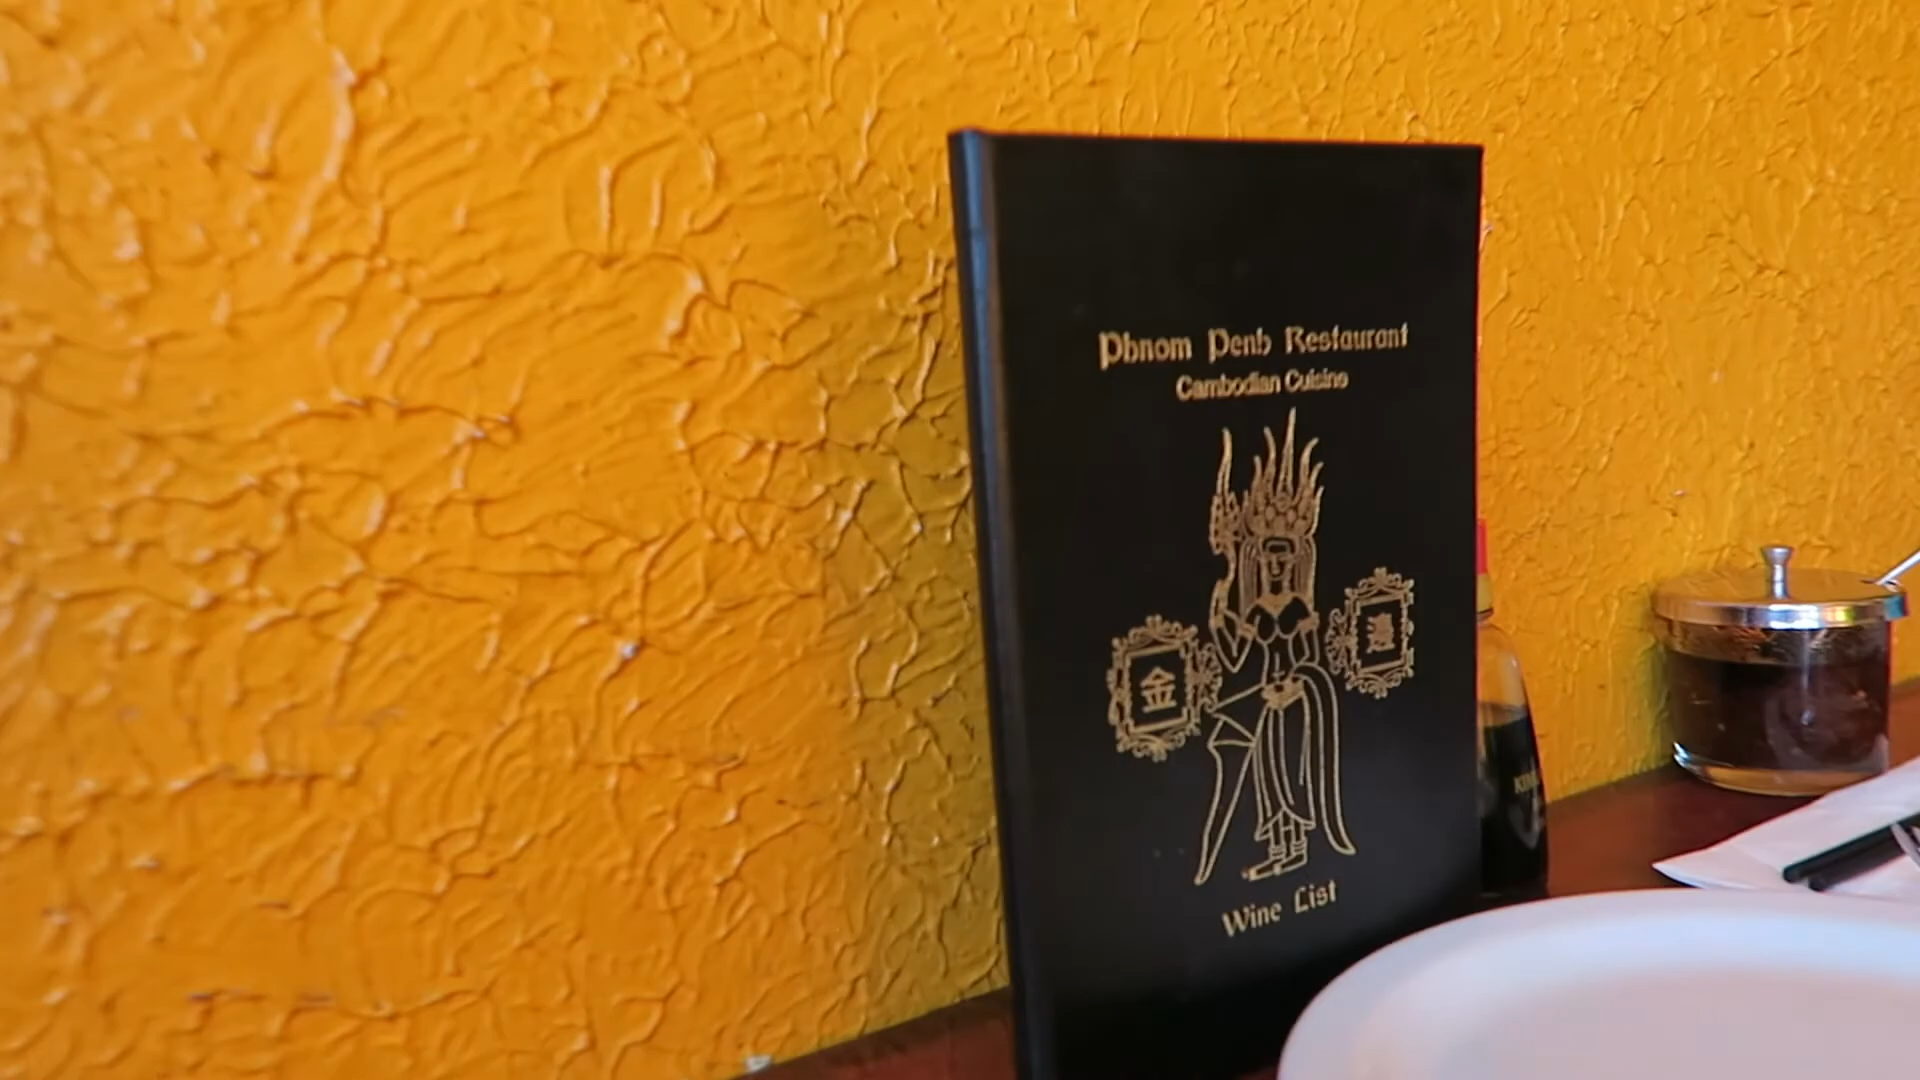 Phnom Penh Restaurant
Cambodian Cuisine
金 邊
Wine List